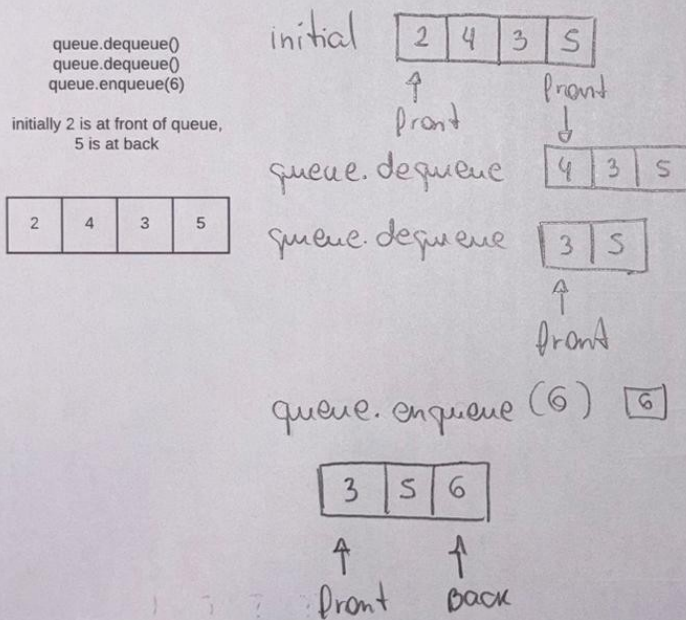 queue.dequeue()
queue.dequeue()
queue.enqueue(6)
initially 2 is at front of queue,
5 is at back
2 4 3 5
initial 2 4 3 5
front
front
queue.dequeue 4 3 5
queue.dequeue 3 5
front
queue.enqueue (6) 6
3 5 6
front Back